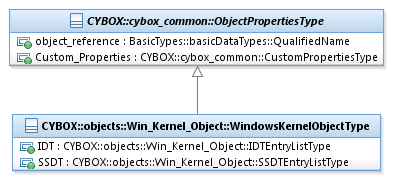 CYBOX::cybox_common::ObjectPropertiesType
object_reference : BasicTypes::basicDataTypes::QualifiedName
Custom_Properties : CYBOX::cybox_common::CustomPropertiesType
CYBOX::objects::Win_Kernel_Object::WindowsKernelObjectType
IDT : CYBOX::objects::Win_Kernel_Object::IDTEntryListType
SSDT : CYBOX::objects::Win_Kernel_Object::SSDTEntryListType